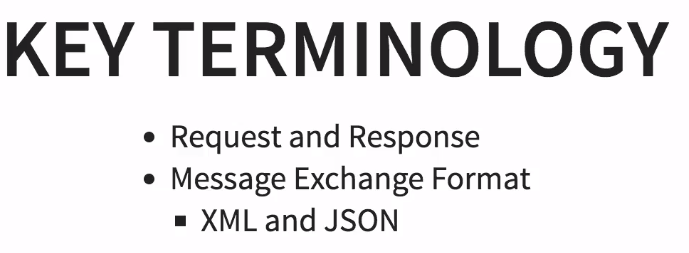 KEY TERMINOLOGY
• Request and Response
• Message Exchange Format
▪ XML and JSON